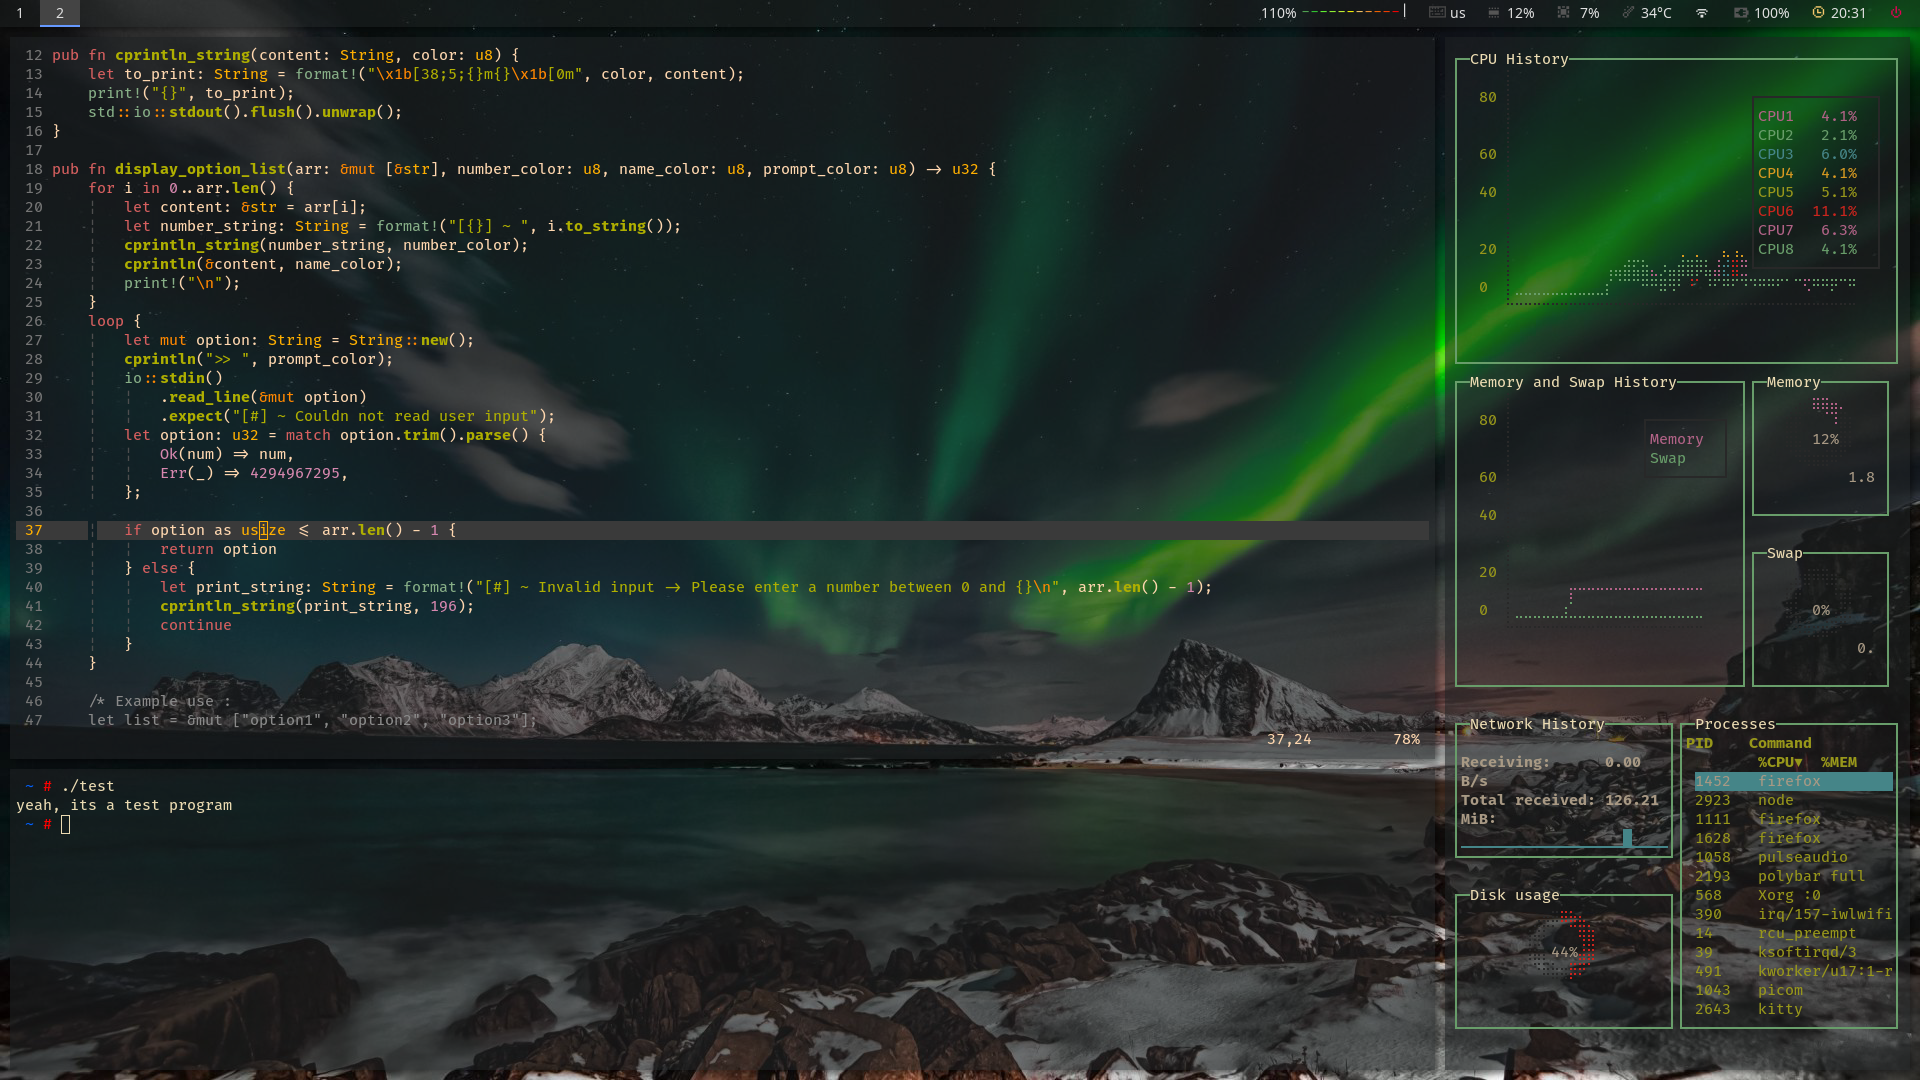 1 2 110% us 12% 7% 34°C 100% 20:31
12 pub fn cprintln_string(content: String, color: u8) {
13     let to_print: String = format!("\x1b[38;5;{}m{}\x1b[0m", color, content);
14     print!("{}", to_print);
15     std::io::stdout().flush().unwrap();
16 }
17
18 pub fn display_option_list(arr: &mut [&str], number_color: u8, name_color: u8, prompt_color: u8) -> u32 {
19     for i in 0..arr.len() {
20         let content: &str = arr[i];
21         let number_string: String = format!("[{}] ~ ", i.to_string());
22         cprintln_string(number_string, number_color);
23         cprintln(&content, name_color);
24         print!("\n");
25     }
26     loop {
27         let mut option: String = String::new();
28         cprintln(">> ", prompt_color);
29         io::stdin()
30             .read_line(&mut option)
31             .expect("[#] ~ Couldn not read user input");
32         let option: u32 = match option.trim().parse() {
33             Ok(num) => num,
34             Err(_) => 4294967295,
35         };
36
37         if option as usize <= arr.len() - 1 {
38             return option
39         } else {
40             let print_string: String = format!("[#] ~ Invalid input -> Please enter a number between 0 and {}\n", arr.len() - 1);
41             cprintln_string(print_string, 196);
42             continue
43         }
44     }
45
46     /* Example use :
47     let list = &mut ["option1", "option2", "option3"];
37,24 78%
~ # ./test
yeah, its a test program
~ #
CPU History
80
60
40
20
0
CPU1 4.1%
CPU2 2.1%
CPU3 6.0%
CPU4 4.1%
CPU5 5.1%
CPU6 11.1%
CPU7 6.3%
CPU8 4.1%
Memory and Swap History
80
60
40
20
0
Memory
Swap
Memory
12%
1.8
Swap
0%
0.
Network History
Receiving: 0.00
B/s
Total received: 126.21
MiB:
Disk usage
44%
Processes
PID Command
%CPU▼ %MEM
1452 firefox
2923 node
1111 firefox
1628 firefox
1058 pulseaudio
2193 polybar full
568 Xorg :0
390 irq/157-iwlwifi
14 rcu_preempt
39 ksoftirqd/3
491 kworker/u17:1-r
1043 picom
2643 kitty